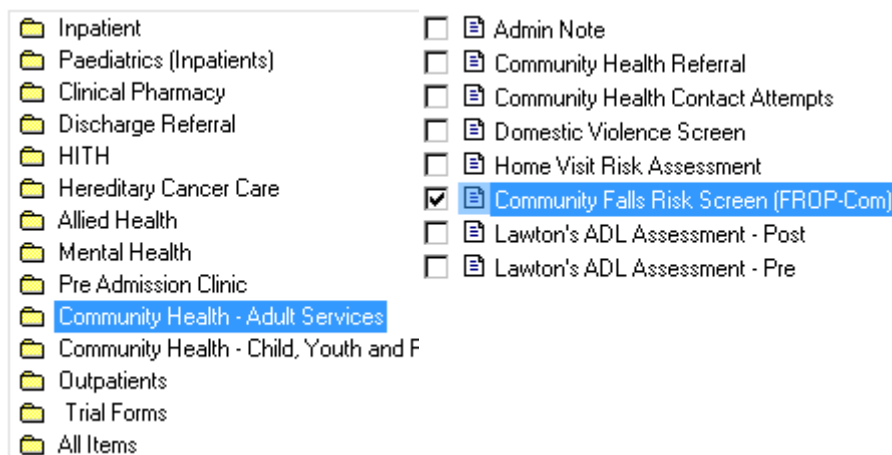 Inpatient
Paediatrics (Inpatients)
Clinical Pharmacy
Discharge Referral
HITH
Hereditary Cancer Care
Allied Health
Mental Health
Pre Admission Clinic
Community Health - Adult Services
Community Health - Child, Youth and F
Outpatients
Trial Forms
All Items
Admin Note
Community Health Referral
Community Health Contact Attempts
Domestic Violence Screen
Home Visit Risk Assessment
Community Falls Risk Screen (FROP-Com)
Lawton's ADL Assessment - Post
Lawton's ADL Assessment - Pre